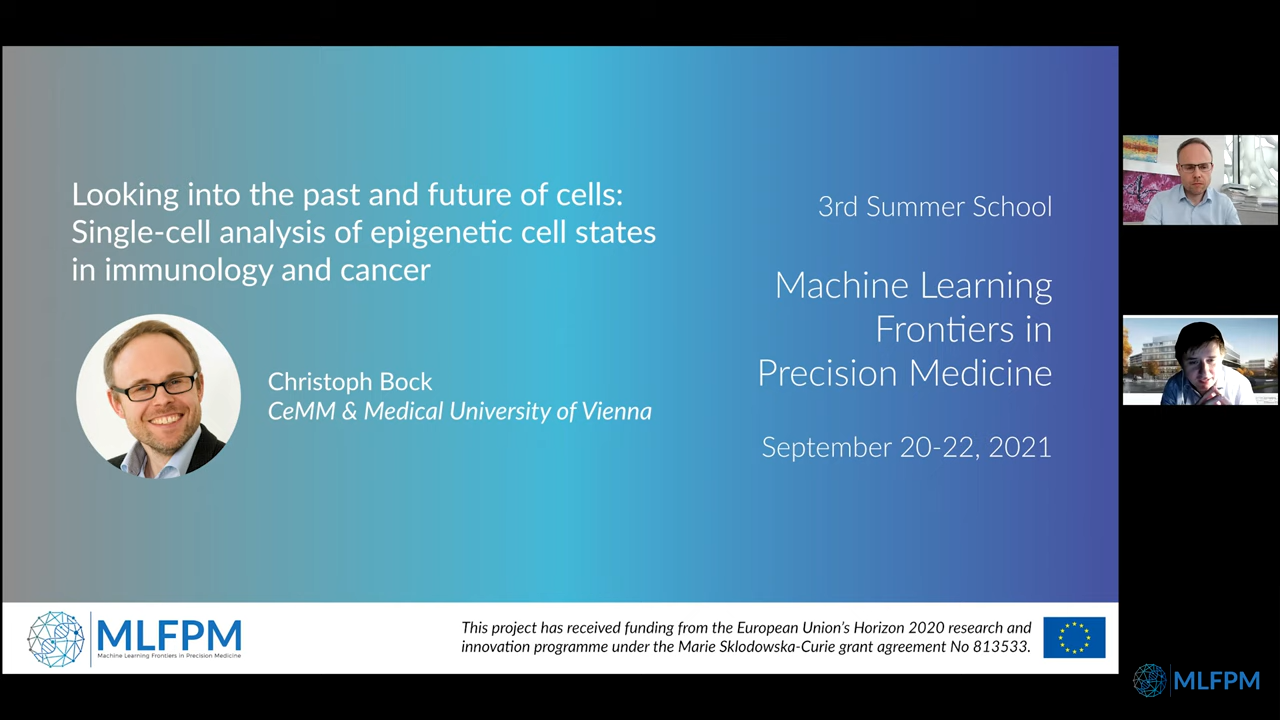 Looking into the past and future of cells:
Single-cell analysis of epigenetic cell states
in immunology and cancer
Christoph Bock
CeMM & Medical University of Vienna
3rd Summer School
Machine Learning
Frontiers in
Precision Medicine
September 20-22, 2021
MLFPM
Machine Learning Frontiers in Precision Medicine
This project has received funding from the European Union's Horizon 2020 research and
innovation programme under the Marie Sklodowska-Curie grant agreement No 813533.
MLFPM